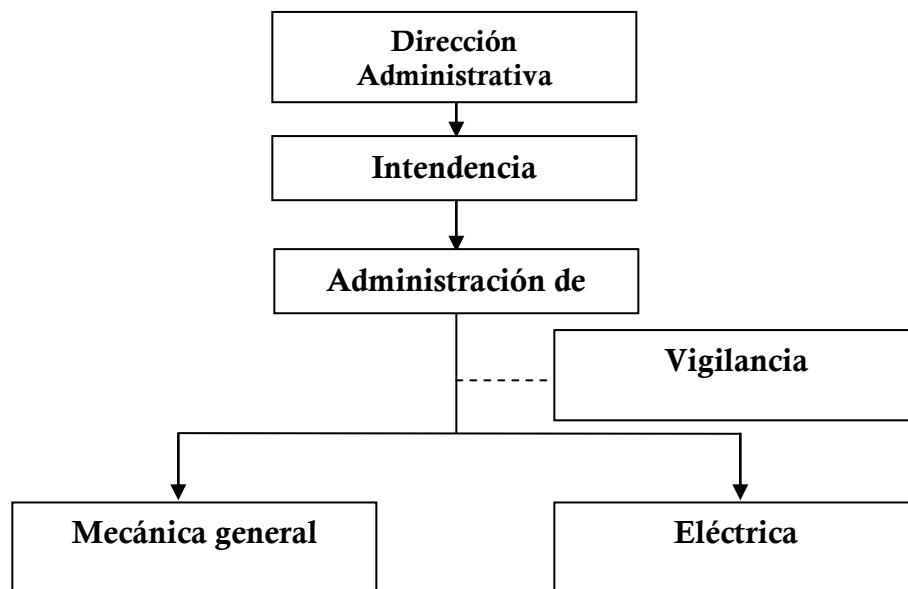 Dirección
Administrativa
Intendencia
Administración de
Vigilancia
Mecánica general
Eléctrica